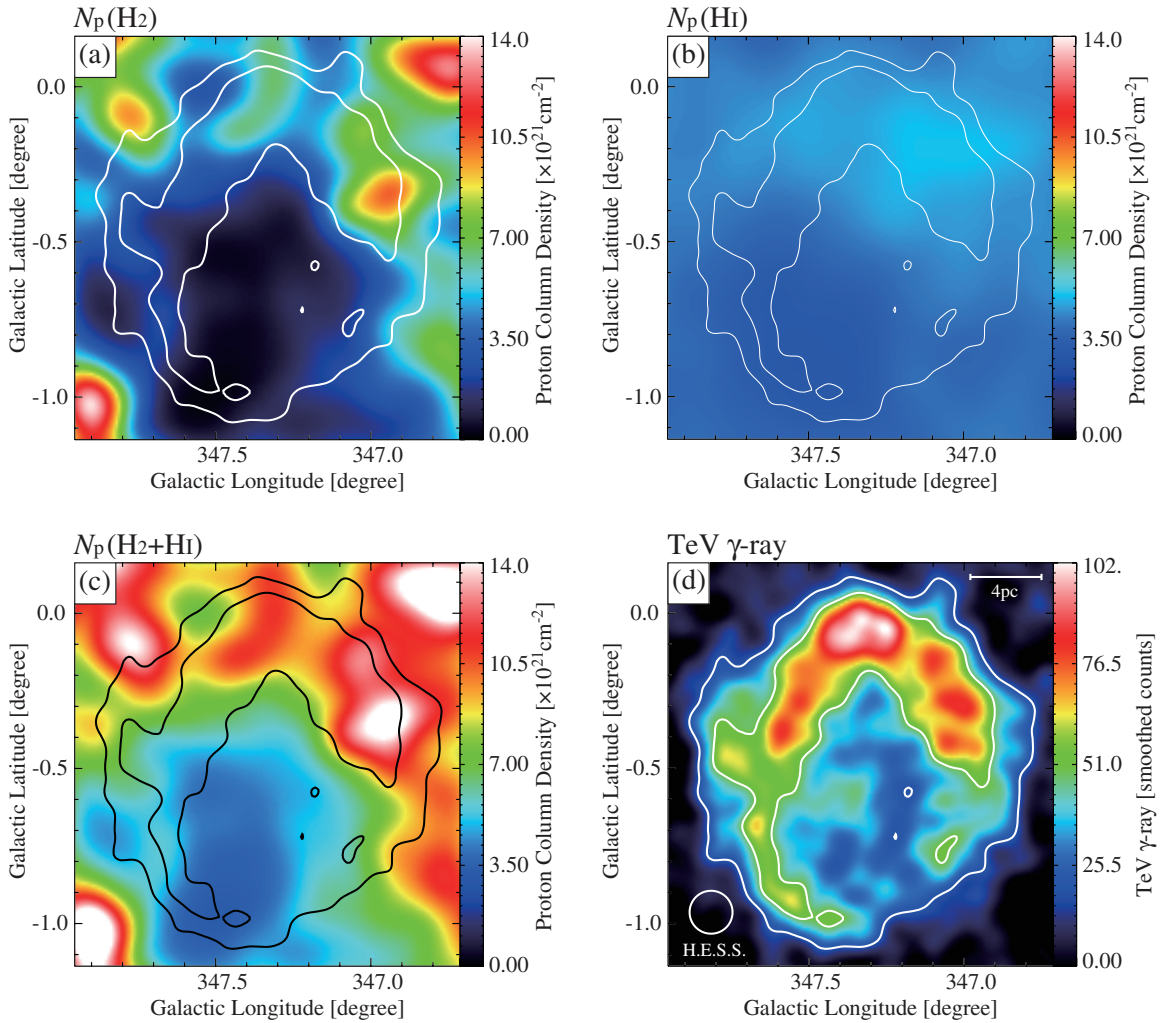 Np(H2)
(a)
0.0
-0.5
-1.0
Galactic Latitude [degree]
347.5
347.0
Galactic Longitude [degree]
14.0
10.5
7.00
3.50
0.00
Proton Column Density [×10²¹cm⁻²]
Np(HI)
(b)
0.0
-0.5
-1.0
Galactic Latitude [degree]
347.5
347.0
Galactic Longitude [degree]
14.0
10.5
7.00
3.50
0.00
Proton Column Density [×10²¹cm⁻²]
Np(H2+HI)
(c)
0.0
-0.5
-1.0
Galactic Latitude [degree]
347.5
347.0
Galactic Longitude [degree]
14.0
10.5
7.00
3.50
0.00
Proton Column Density [×10²¹cm⁻²]
TeV γ-ray
(d)
4pc
H.E.S.S.
0.0
-0.5
-1.0
Galactic Latitude [degree]
347.5
347.0
Galactic Longitude [degree]
102.
76.5
51.0
25.5
0.00
TeV γ-ray [smoothed counts]